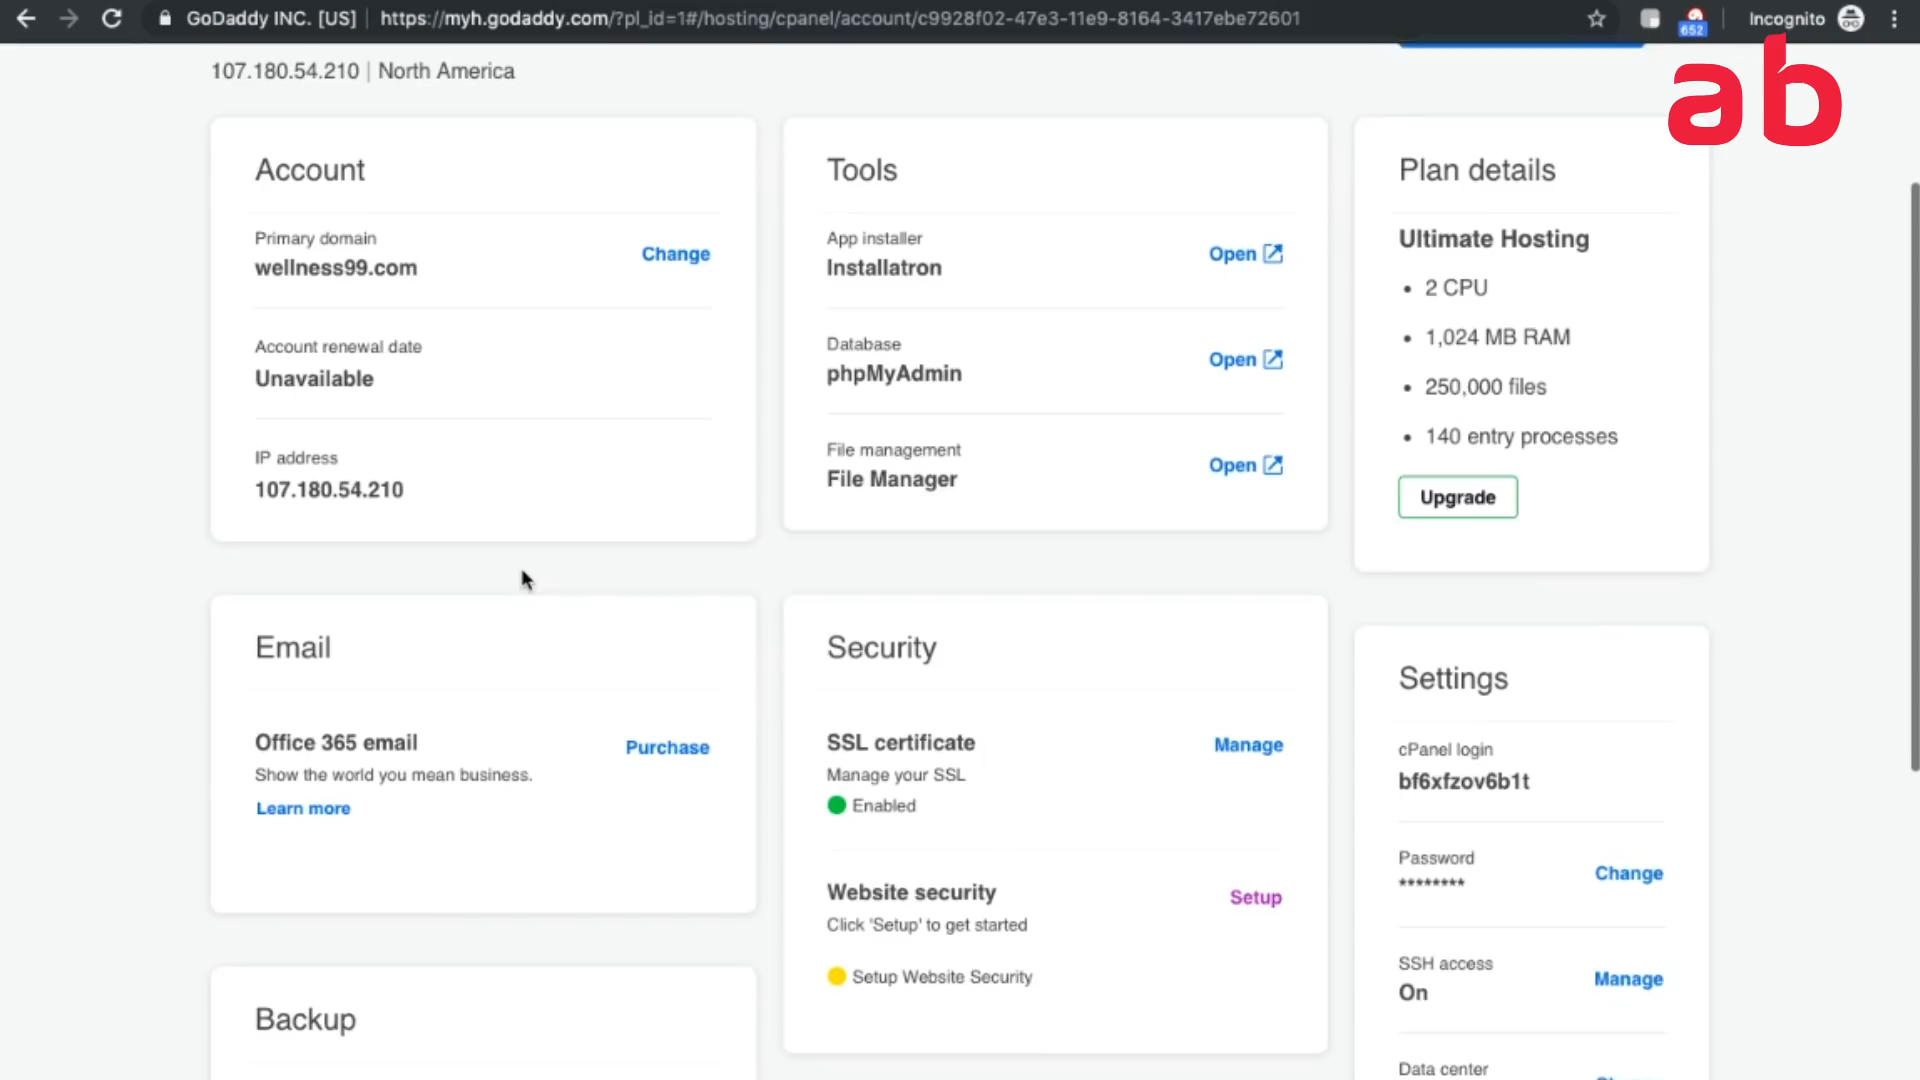 GoDaddy INC. [US]
https://myh.godaddy.com/?pl_id=1#/hosting/cpanel/account/c9928f02-47e3-11e9-8164-3417ebe72601
652
Incognito
ab
107.180.54.210 | North America
Account
Primary domain
wellness99.com
Change
Account renewal date
Unavailable
IP address
107.180.54.210
Tools
App installer
Installatron
Open
Database
phpMyAdmin
Open
File management
File Manager
Open
Plan details
Ultimate Hosting
• 2 CPU
• 1,024 MB RAM
• 250,000 files
• 140 entry processes
Upgrade
Email
Office 365 email
Show the world you mean business.
Learn more
Purchase
Security
SSL certificate
Manage your SSL
Enabled
Manage
Website security
Click 'Setup' to get started
Setup Website Security
Setup
Settings
cPanel login
bf6xfzov6b1t
Password
********
Change
SSH access
On
Manage
Data center
Backup